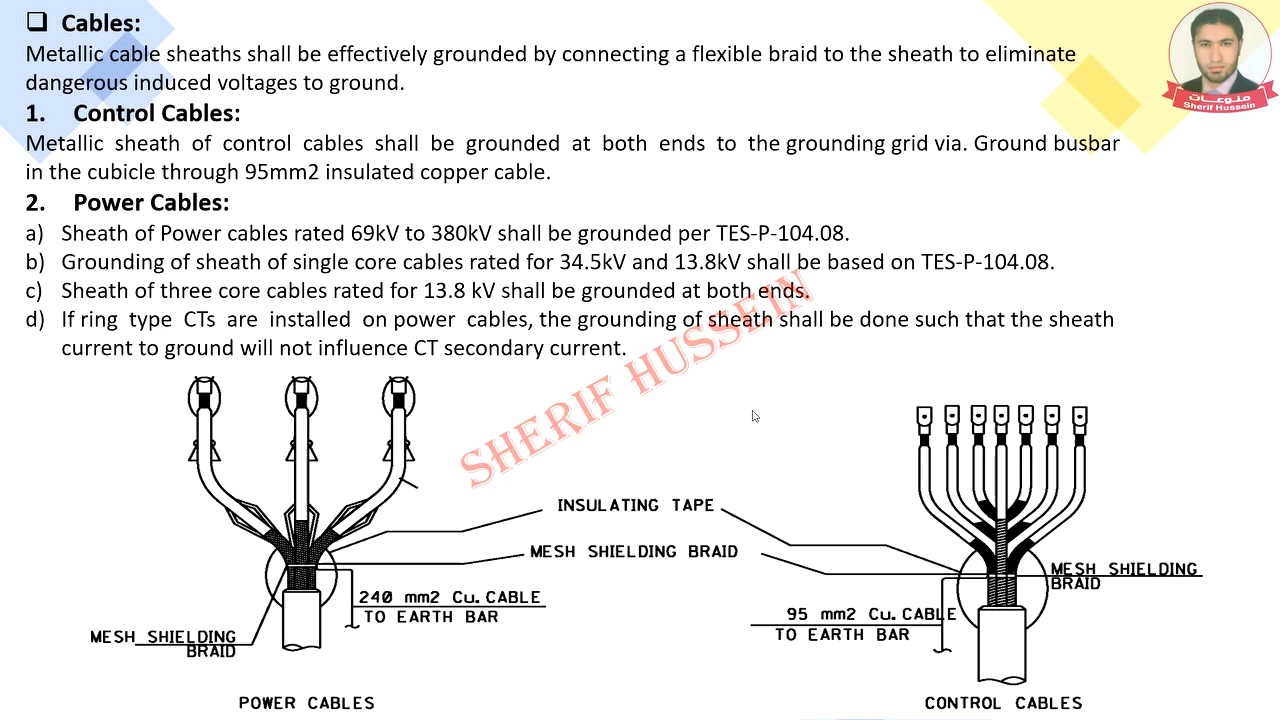 ❑ Cables:
Metallic cable sheaths shall be effectively grounded by connecting a flexible braid to the sheath to eliminate
dangerous induced voltages to ground.
1. Control Cables:
Metallic sheath of control cables shall be grounded at both ends to the grounding grid via. Ground busbar
in the cubicle through 95mm2 insulated copper cable.
2. Power Cables:
a) Sheath of Power cables rated 69kV to 380kV shall be grounded per TES-P-104.08.
b) Grounding of sheath of single core cables rated for 34.5kV and 13.8kV shall be based on TES-P-104.08.
c) Sheath of three core cables rated for 13.8 kV shall be grounded at both ends.
d) If ring type CTs are installed on power cables, the grounding of sheath shall be done such that the sheath
current to ground will not influence CT secondary current.
منوعات
Sherif Hussein
SHERIF HUSSEIN
INSULATING TAPE
MESH SHIELDING BRAID
240 mm2 Cu. CABLE
TO EARTH BAR
MESH SHIELDING
BRAID
POWER CABLES
MESH SHIELDING
BRAID
95 mm2 Cu. CABLE
TO EARTH BAR
CONTROL CABLES